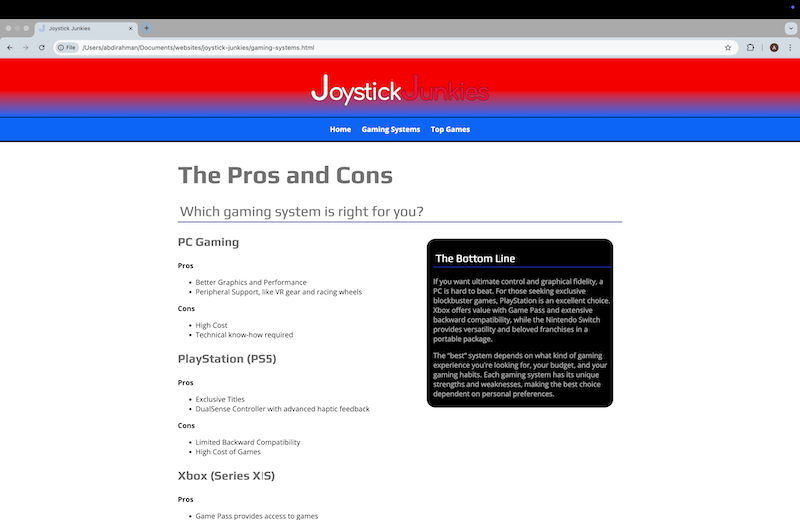 Joystick Junkies
File
/Users/abdirahman/Documents/websites/joystick-junkies/gaming-systems.html
A
JoystickJunkies
Home Gaming Systems Top Games
The Pros and Cons
Which gaming system is right for you?
PC Gaming
Pros
Better Graphics and Performance
Peripheral Support, like VR gear and racing wheels
Cons
High Cost
Technical know-how required
PlayStation (PS5)
Pros
Exclusive Titles
DualSense Controller with advanced haptic feedback
Cons
Limited Backward Compatibility
High Cost of Games
Xbox (Series X|S)
Pros
Game Pass provides access to games
The Bottom Line
If you want ultimate control and graphical fidelity, a
PC is hard to beat. For those seeking exclusive
blockbuster games, PlayStation is an excellent choice.
Xbox offers value with Game Pass and extensive
backward compatibility, while the Nintendo Switch
provides versatility and beloved franchises in a
portable package.
The “best” system depends on what kind of gaming
experience you’re looking for, your budget, and your
gaming habits. Each gaming system has its unique
strengths and weaknesses, making the best choice
dependent on personal preferences.